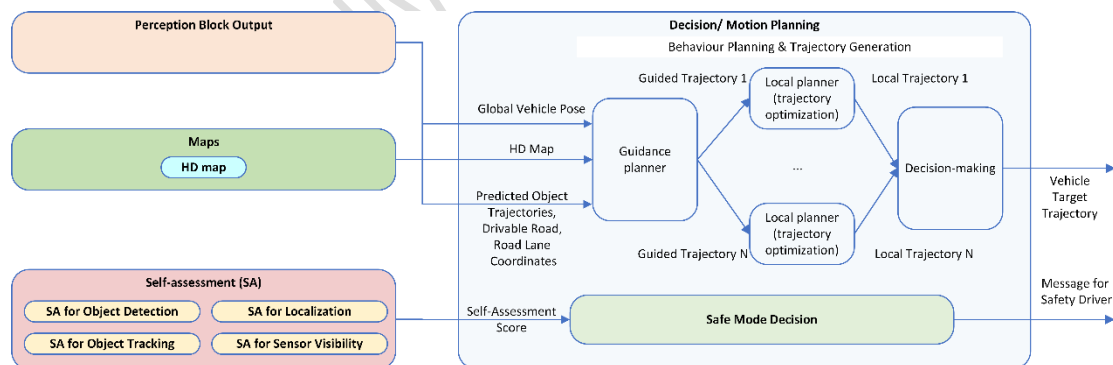 Perception Block Output
Maps
HD map
Self-assessment (SA)
SA for Object Detection
SA for Localization
SA for Object Tracking
SA for Sensor Visibility
Decision/ Motion Planning
Behaviour Planning & Trajectory Generation
Global Vehicle Pose
HD Map
Predicted Object
Trajectories,
Drivable Road,
Road Lane
Coordinates
Self-Assessment
Score
Guidance
planner
Guided Trajectory 1
Guided Trajectory N
Local planner
(trajectory
optimization)
...
Local planner
(trajectory
optimization)
Local Trajectory 1
Local Trajectory N
Decision-making
Safe Mode Decision
Vehicle
Target
Trajectory
Message for
Safety Driver